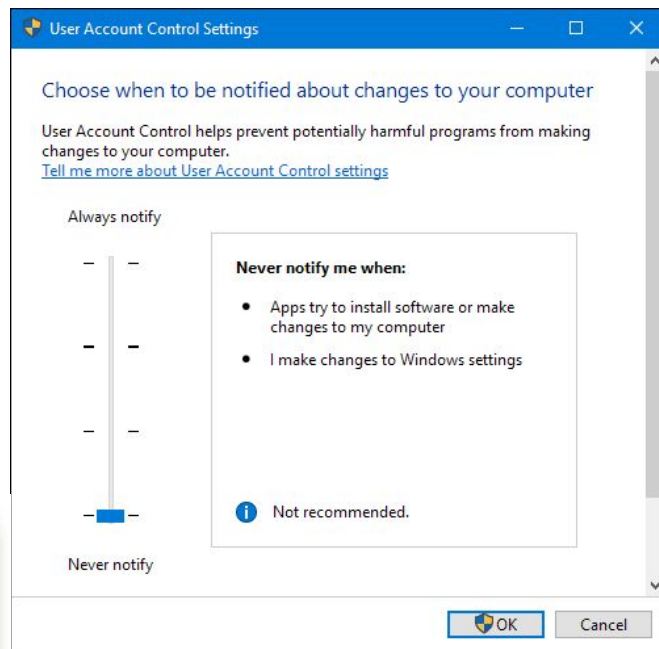 User Account Control Settings
Choose when to be notified about changes to your computer
User Account Control helps prevent potentially harmful programs from making
changes to your computer.
Tell me more about User Account Control settings
Always notify
Never notify me when:
Apps try to install software or make
changes to my computer
I make changes to Windows settings
Not recommended.
Never notify
OK
Cancel